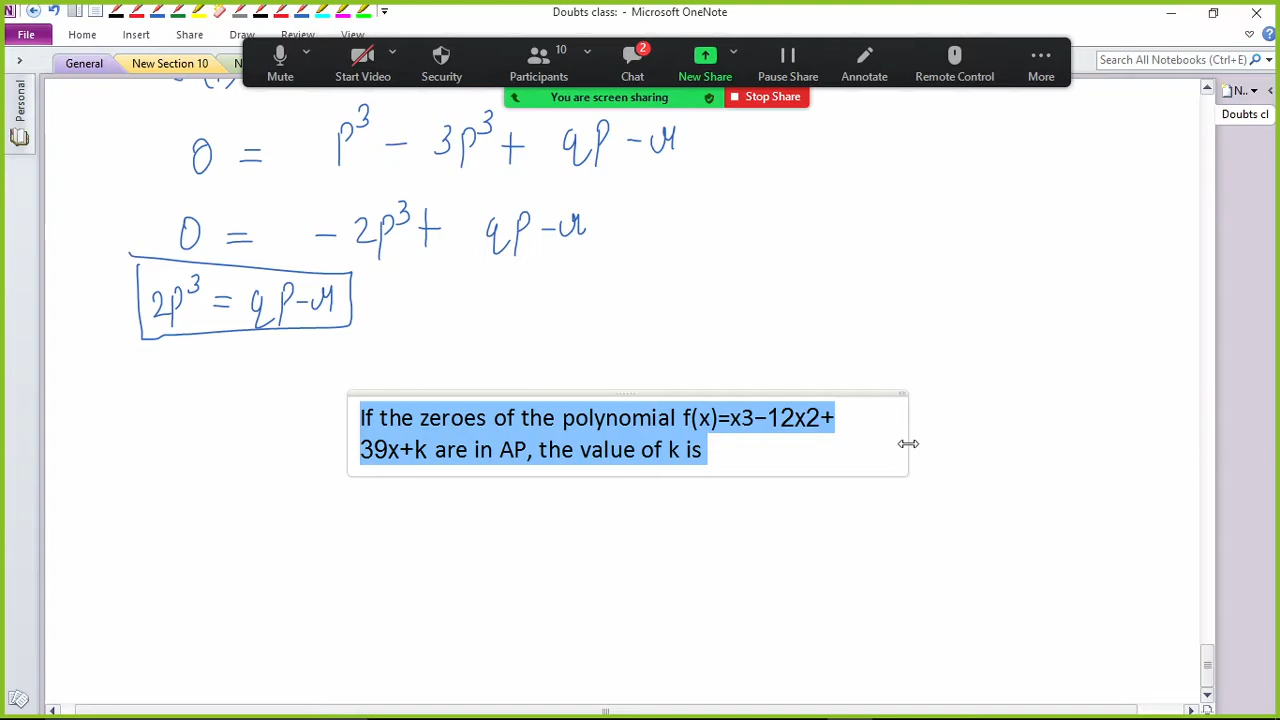 Doubts class: - Microsoft OneNote
File Home Insert Share Draw Review View
General New Section 10 N
Search All Notebooks (Ctrl+E)
Mute Start Video Security Participants 10 Chat 2 New Share Pause Share Annotate Remote Control More
You are screen sharing Stop Share
Personal
N..
Doubts cl
0 = p³ - 3p³ + qp - r
0 = - 2p³ + qp - r
2p³ = qp - r
If the zeroes of the polynomial f(x)=x3−12x2+
39x+k are in AP, the value of k is